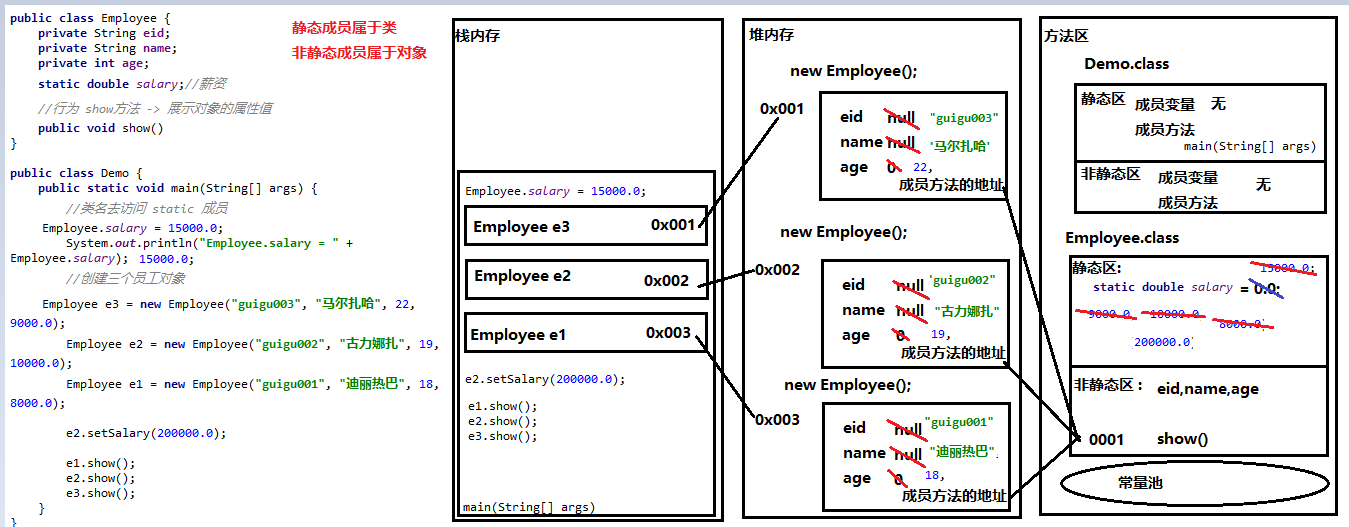 public class Employee {
private String eid;
private String name;
private int age;
static double salary;//薪资
//行为 show方法 -> 展示对象的属性值
public void show()
}
public class Demo {
public static void main(String[] args) {
//类名去访问 static 成员
Employee.salary = 15000.0;
System.out.println("Employee.salary = " +
Employee.salary); 15000.0;
//创建三个员工对象
Employee e3 = new Employee("guigu003", "马尔扎哈", 22,
9000.0);
Employee e2 = new Employee("guigu002", "古力娜扎", 19,
10000.0);
Employee e1 = new Employee("guigu001", "迪丽热巴", 18,
8000.0);
e2.setSalary(200000.0);
e1.show();
e2.show();
e3.show();
}
}
静态成员属于类
非静态成员属于对象
栈内存
Employee.salary = 15000.0;
Employee e3 0x001
Employee e2 0x002
Employee e1 0x003
e2.setSalary(200000.0);
e1.show();
e2.show();
e3.show();
main(String[] args)
堆内存
new Employee();
0x001
eid null "guigu003"
name null '马尔扎哈'
age 0 22,
成员方法的地址
new Employee();
0x002
eid null 'guigu002"
name null "古力娜扎"
age 0 19,
成员方法的地址
new Employee();
0x003
eid null "guigu001"
name null "迪丽热巴",
age 0 18,
成员方法的地址
方法区
Demo.class
静态区 成员变量 无
成员方法
main(String[] args)
非静态区 成员变量 无
成员方法
Employee.class
静态区:
15000.0;
static double salary = 0.0;
9000.0 10000.0 8000.0)
200000.0)
非静态区: eid,name,age
0001 show()
常量池